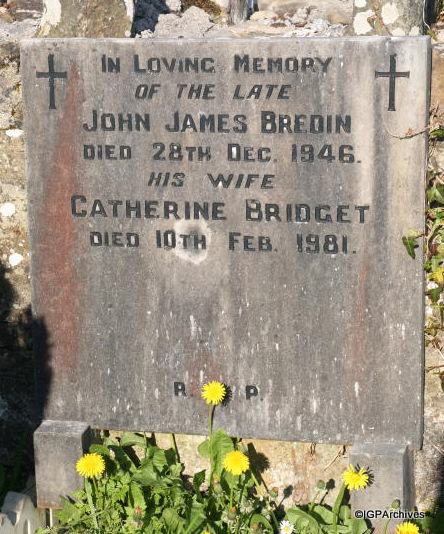 In Loving Memory
OF THE LATE
John James Bredin
DIED 28TH Dec. 1946.
HIS WIFE
Catherine Bridget
DIED 10TH Feb. 1981.
R P
©IGPArchives